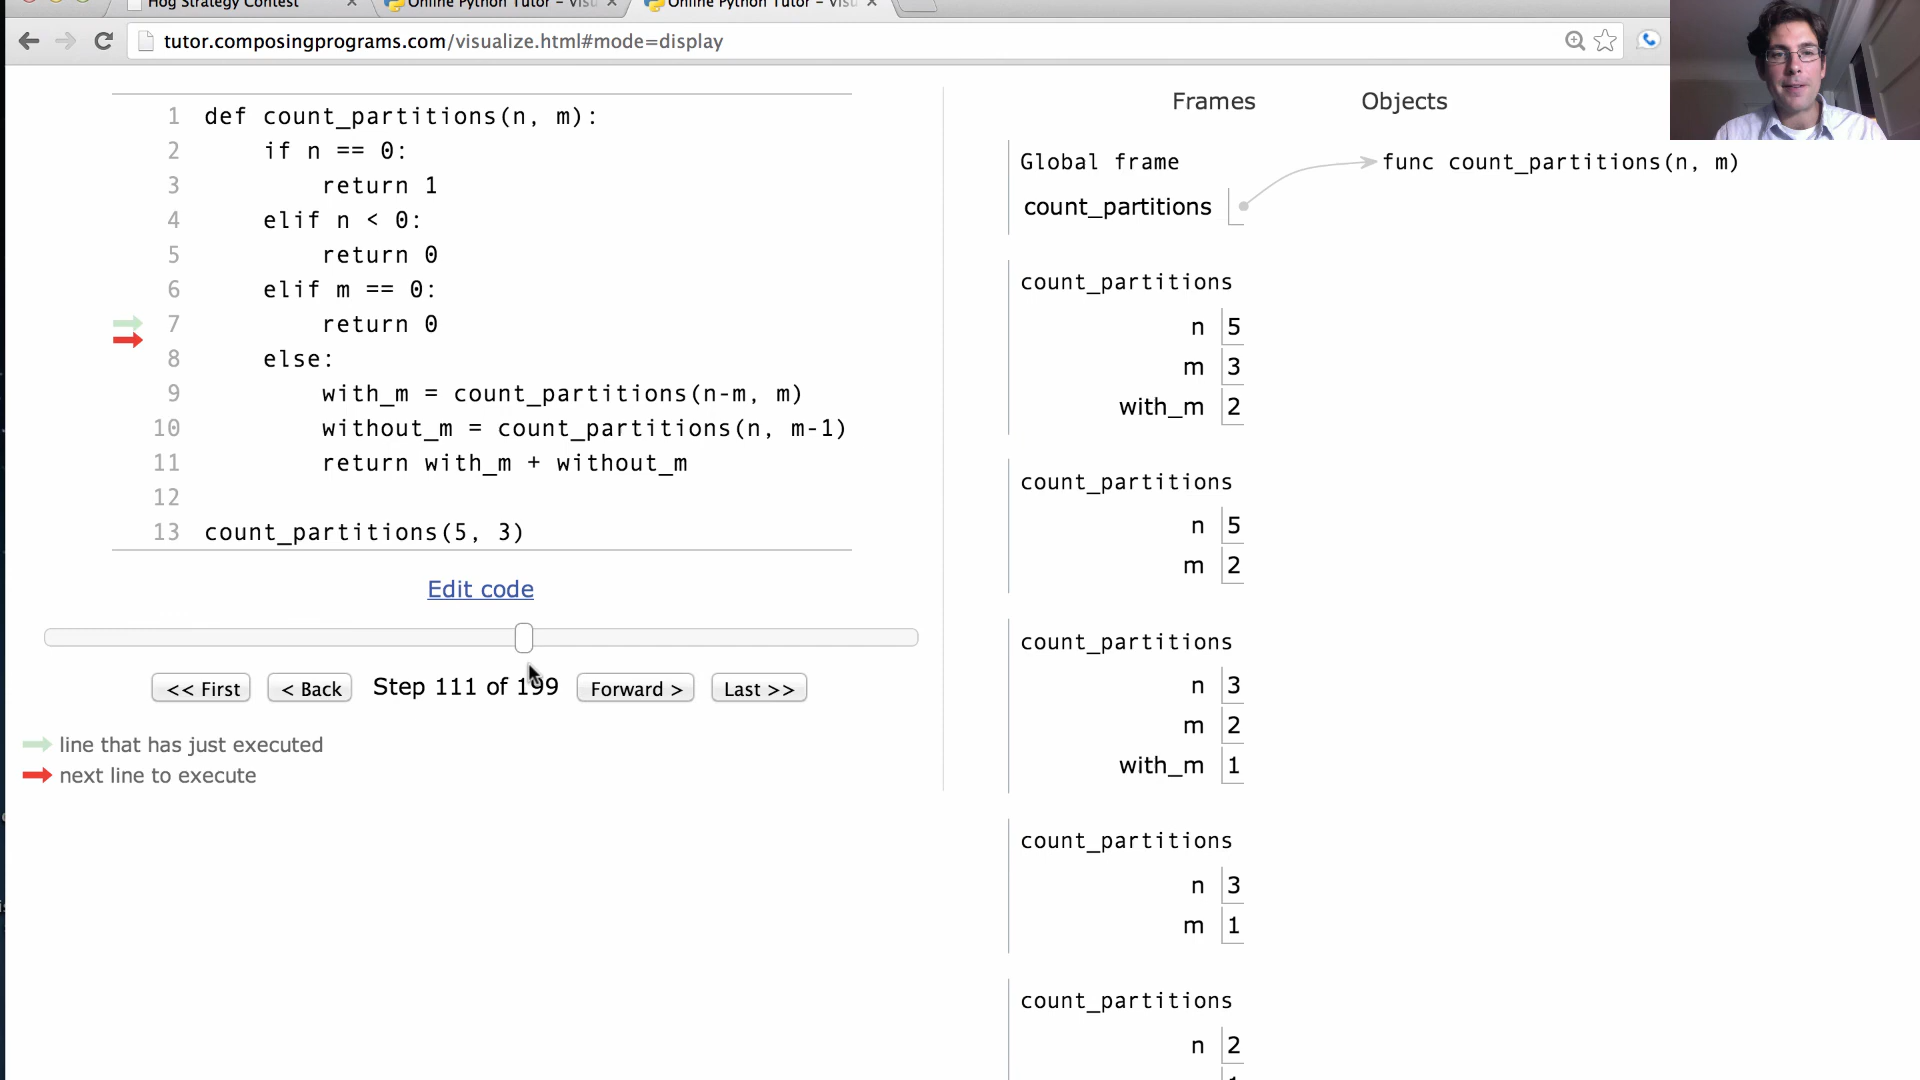 Hog Strategy Contest
Online Python Tutor – Visu
Online Python Tutor – Visu
tutor.composingprograms.com/visualize.html#mode=display
1 def count_partitions(n, m):
2 if n == 0:
3 return 1
4 elif n < 0:
5 return 0
6 elif m == 0:
7 return 0
8 else:
9 with_m = count_partitions(n-m, m)
10 without_m = count_partitions(n, m-1)
11 return with_m + without_m
12
13 count_partitions(5, 3)
Edit code
<< First < Back Step 111 of 199 Forward > Last >>
line that has just executed
next line to execute
Frames Objects
Global frame func count_partitions(n, m)
count_partitions
count_partitions
n 5
m 3
with_m 2
count_partitions
n 5
m 2
count_partitions
n 3
m 2
with_m 1
count_partitions
n 3
m 1
count_partitions
n 2